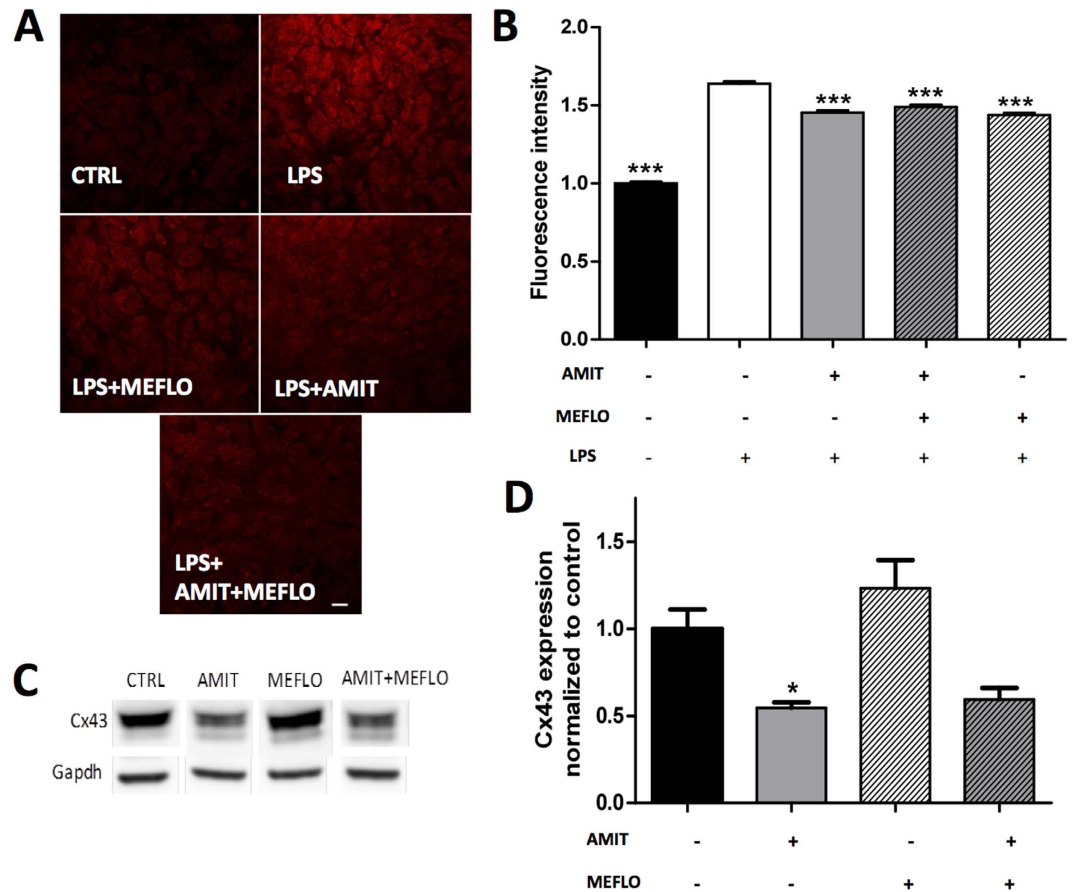 A
CTRL
LPS
LPS+MEFLO
LPS+AMIT
LPS+
AMIT+MEFLO
B
Fluorescence intensity
2.0
1.5
1.0
0.5
0.0
***
***
***
***
AMIT - - + + -
MEFLO - - - + +
LPS - + + + +
C
CTRL AMIT MEFLO AMIT+MEFLO
Cx43
Gapdh
D
Cx43 expression
normalized to control
1.5
1.0
0.5
0.0
*
AMIT - + - +
MEFLO - - + +